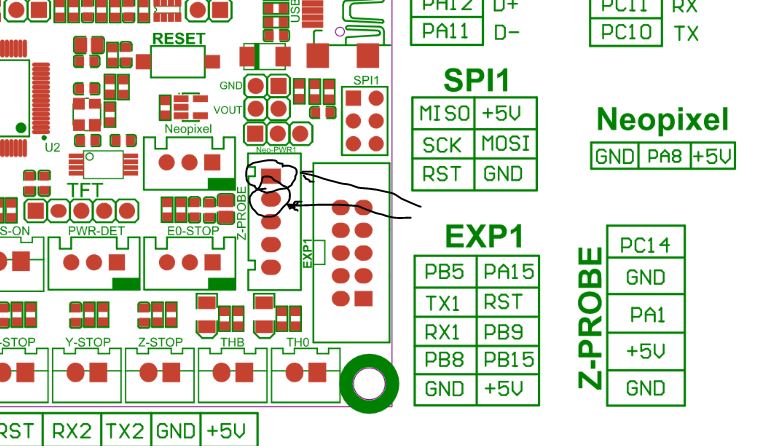 RST
RX2
TX2
GND
+5V
Y-STOP
Z-STOP
THB
TH0
S-ON
PWR-DET
TFT
U2
E0-STOP
Neopixel
RESET
VOUT
GND
Z-PROBE
NeoPWR1
USB
EXP1
SPI1
GND PB8 RX1 TX1 PB5
+5V PB15 PB9 RST PA15
EXP1
RST SCK MISO
GND MOSI +5V
SPI1
PA11 PA12
D- D+
Z-PROBE
GND +5V PA1 GND PC14
GND PA8 +5V
Neopixel
PC10 PC11
TX RX